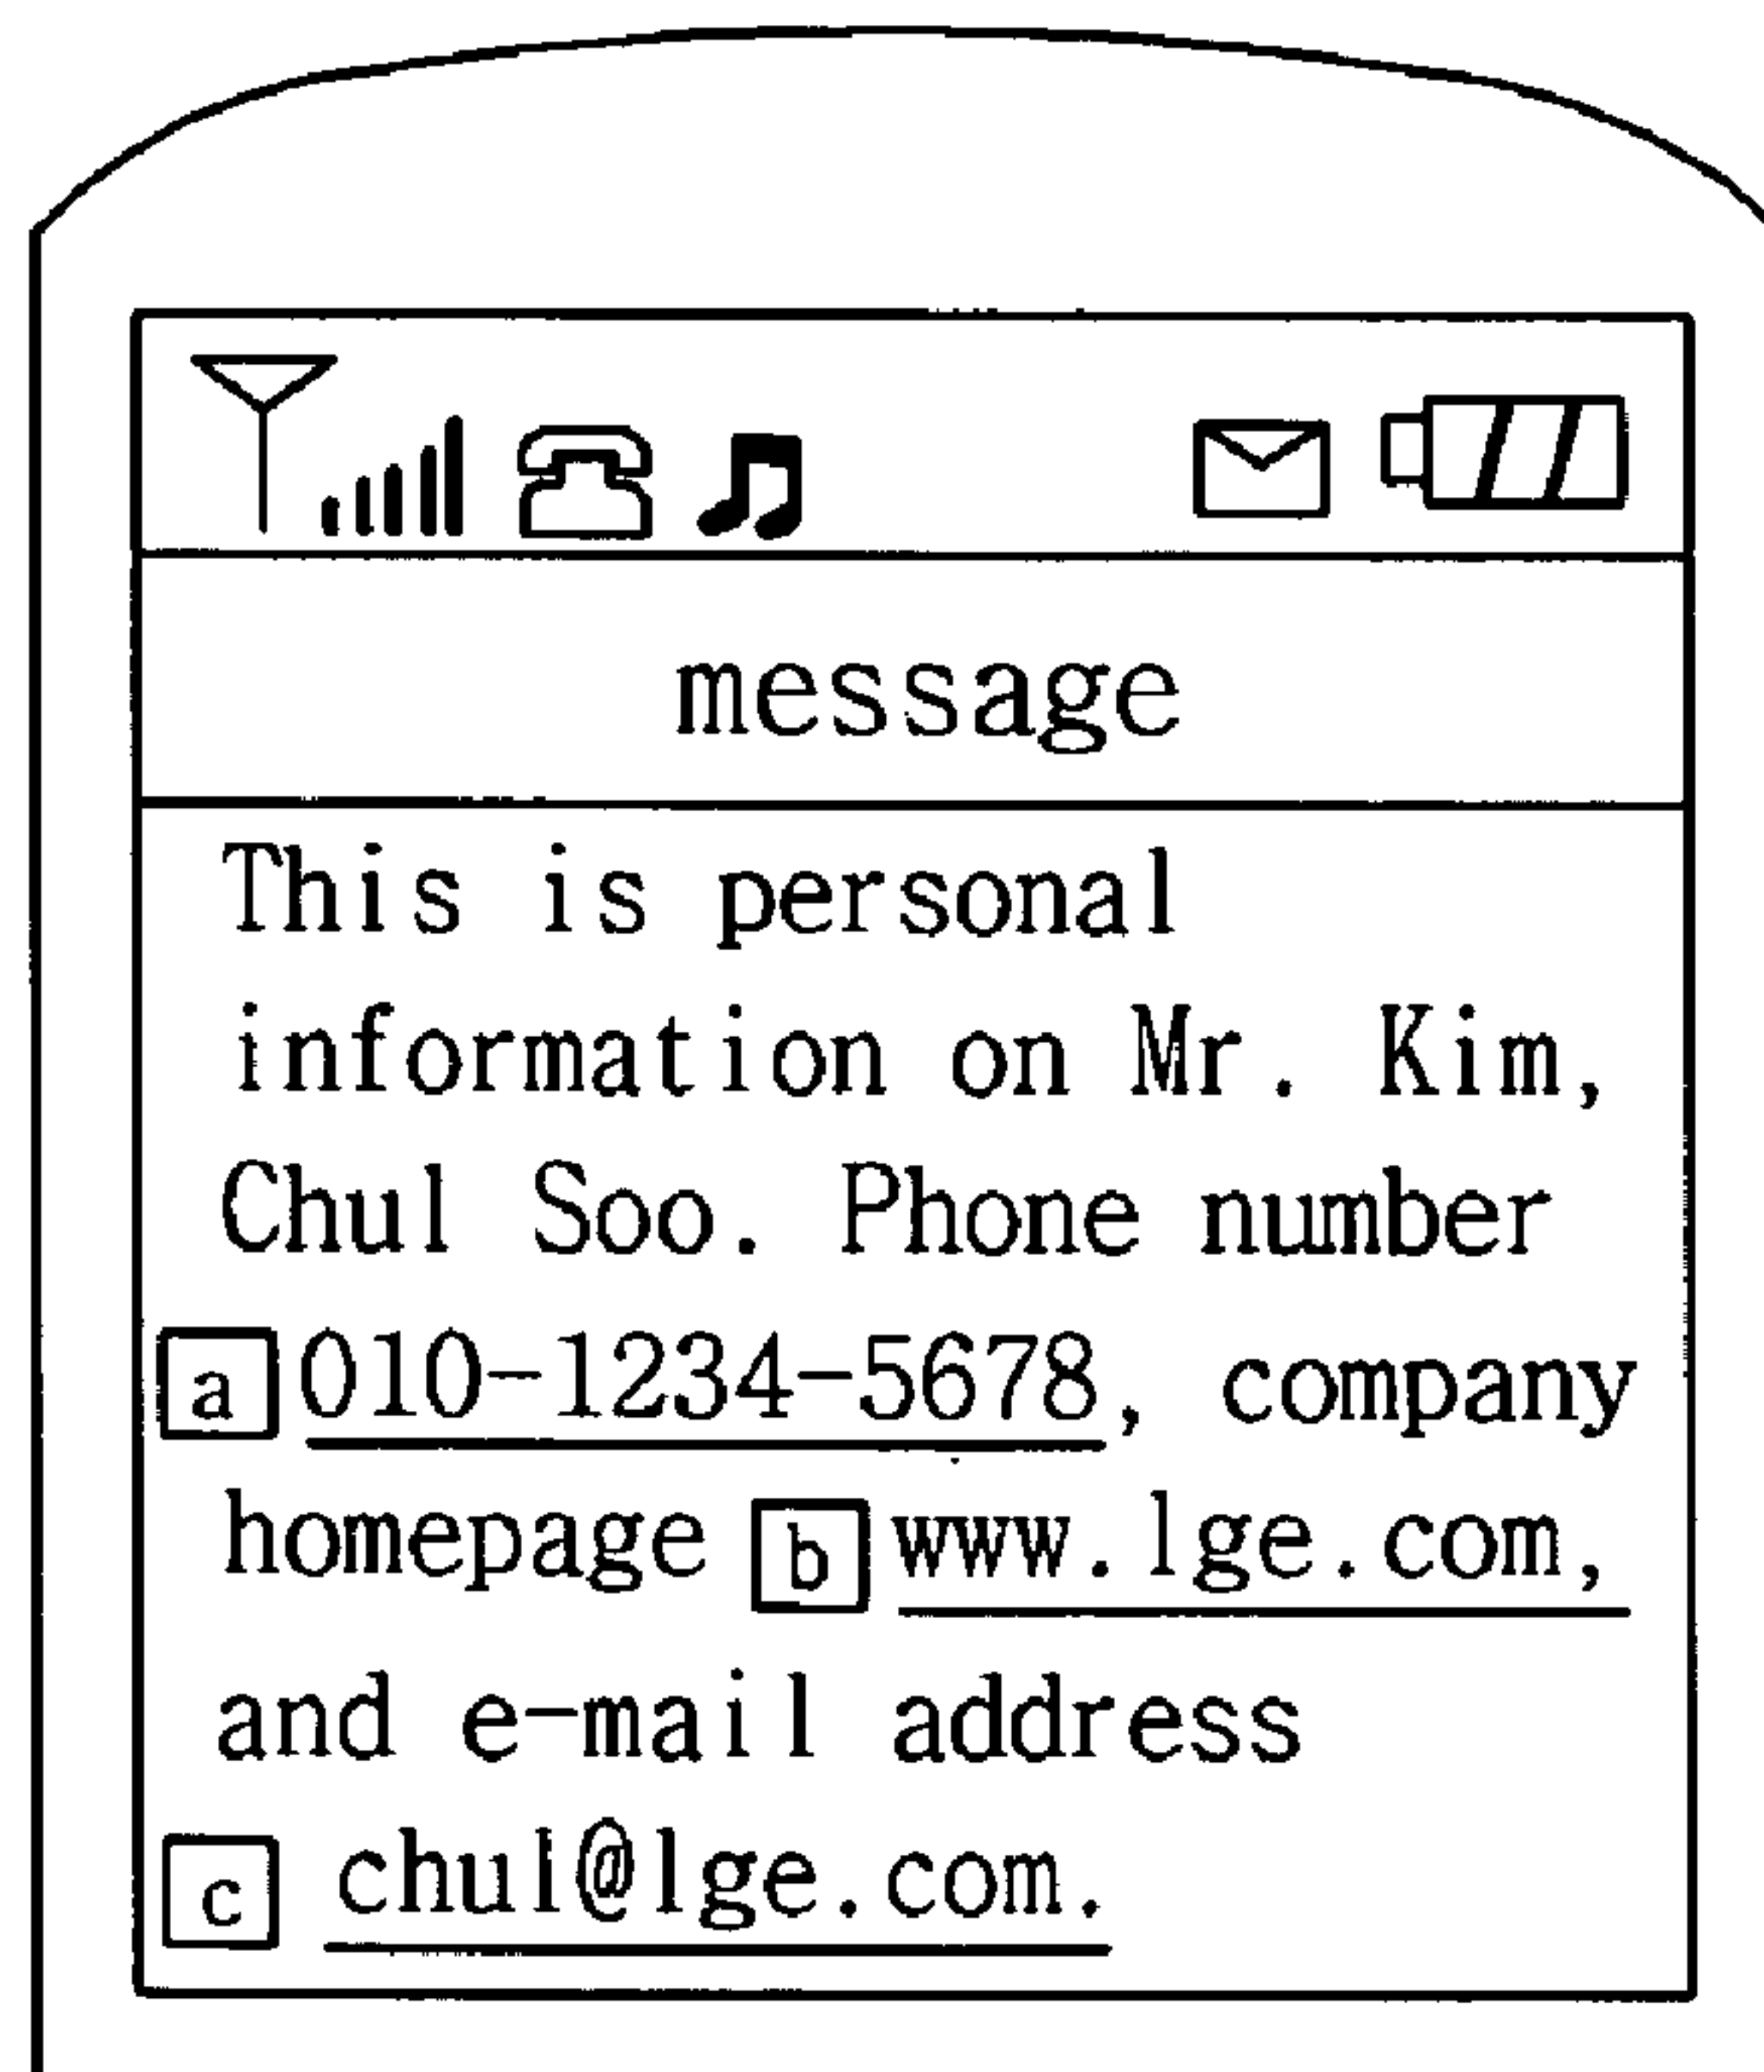 message
This is personal
information on Mr. Kim,
Chul Soo. Phone number
a 010-1234-5678, company
homepage b www.lge.com,
and e-mail address
c chul@lge.com.